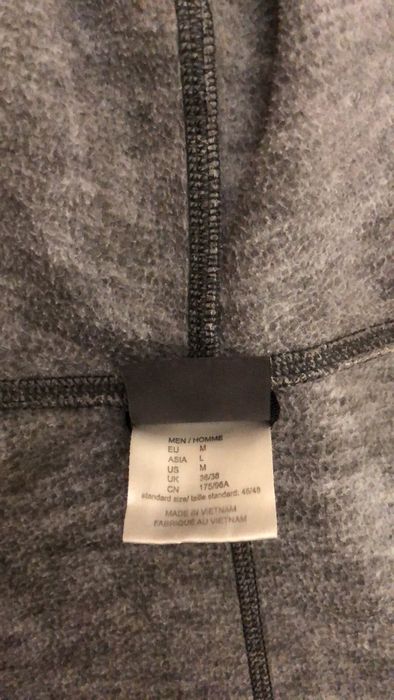 MEN / HOMME
EU M
ASIA L
US M
UK 36/38
CN 175/96A
standard size/ taille standard: 46/48
MADE IN VIETNAM
FABRIQUÉ AU VIETNAM